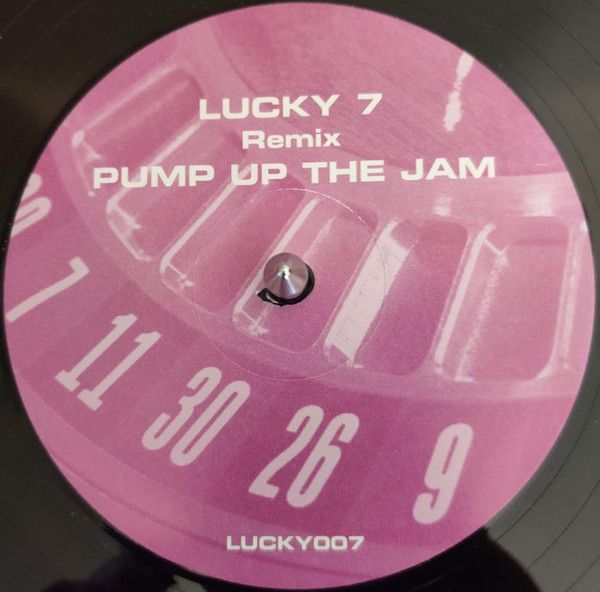 LUCKY 7
Remix
PUMP UP THE JAM
7 11 30 26 9
LUCKY007